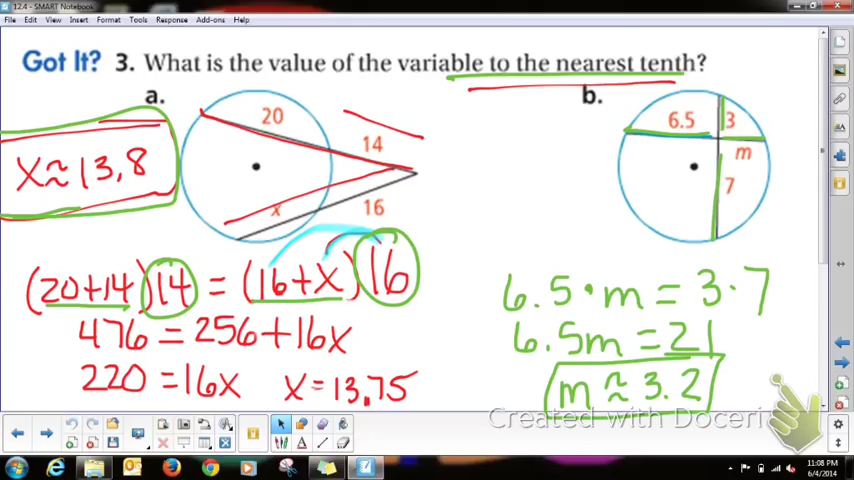 12.4 - SMART Notebook
File Edit View Insert Format Tools Response Add-ons Help
Got It? 3. What is the value of the variable to the nearest tenth?
a.
20
14
x
16
x ≈ 13.8
(20+14)14 = (16+x)16
476 = 256+16x
220 = 16x x = 13.75
b.
6.5
3
m
7
6.5•m = 3·7
6.5m = 21
m ≈ 3.2
Created with Doceri
11:08 PM
6/4/2014